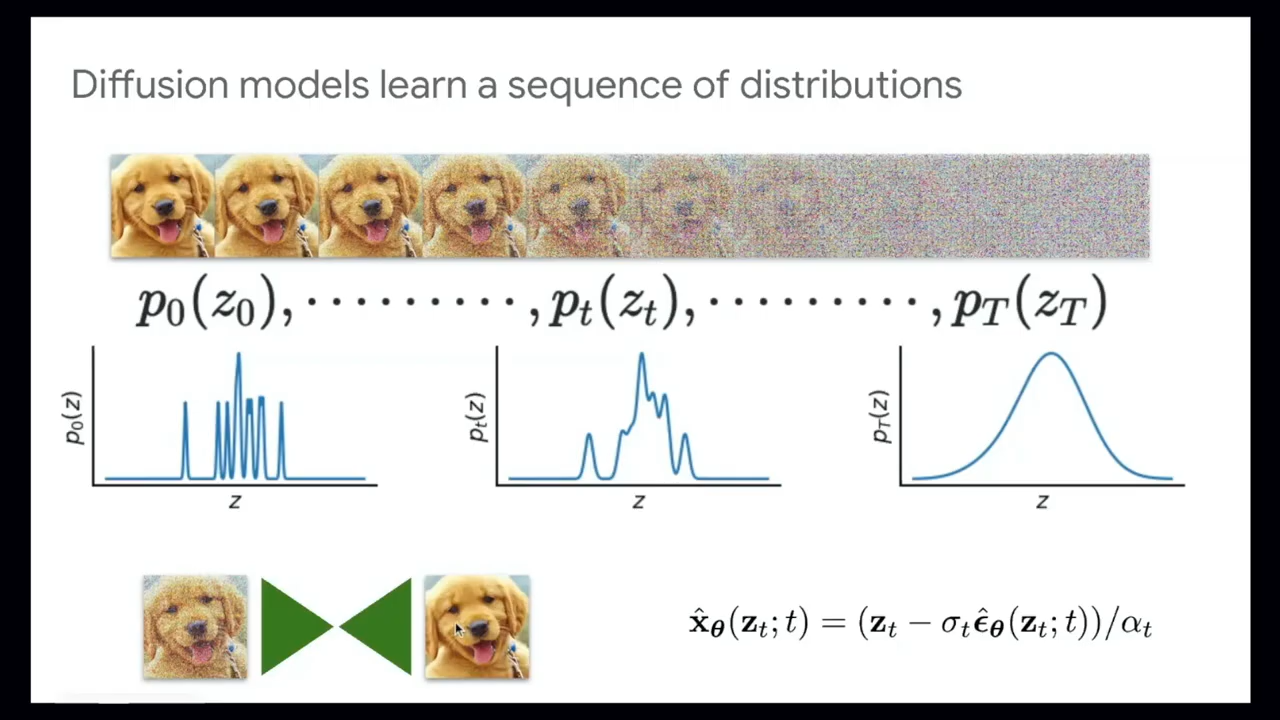 Diffusion models learn a sequence of distributions
p₀(z₀), ········· , pₜ(zₜ), ········· , p_T(z_T)
p₀(z) pₜ(z) p_T(z)
z z z
x̂_θ(z_t; t) = (z_t − σ_t ε̂_θ(z_t; t))/α_t